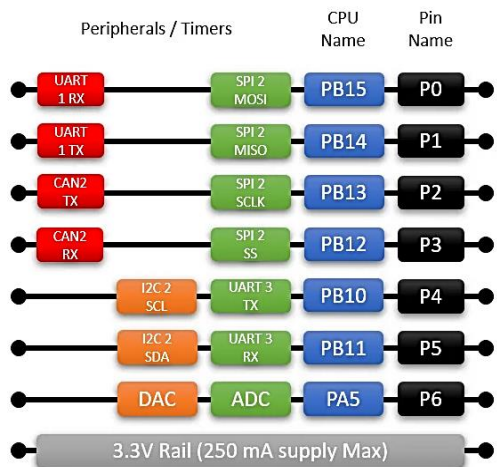 Peripherals / Timers
CPU Name
Pin Name
UART 1 RX
SPI 2 MOSI
PB15
P0
UART 1 TX
SPI 2 MISO
PB14
P1
CAN2 TX
SPI 2 SCLK
PB13
P2
CAN2 RX
SPI 2 SS
PB12
P3
I2C 2 SCL
UART 3 TX
PB10
P4
I2C 2 SDA
UART 3 RX
PB11
P5
DAC
ADC
PA5
P6
3.3V Rail (250 mA supply Max)